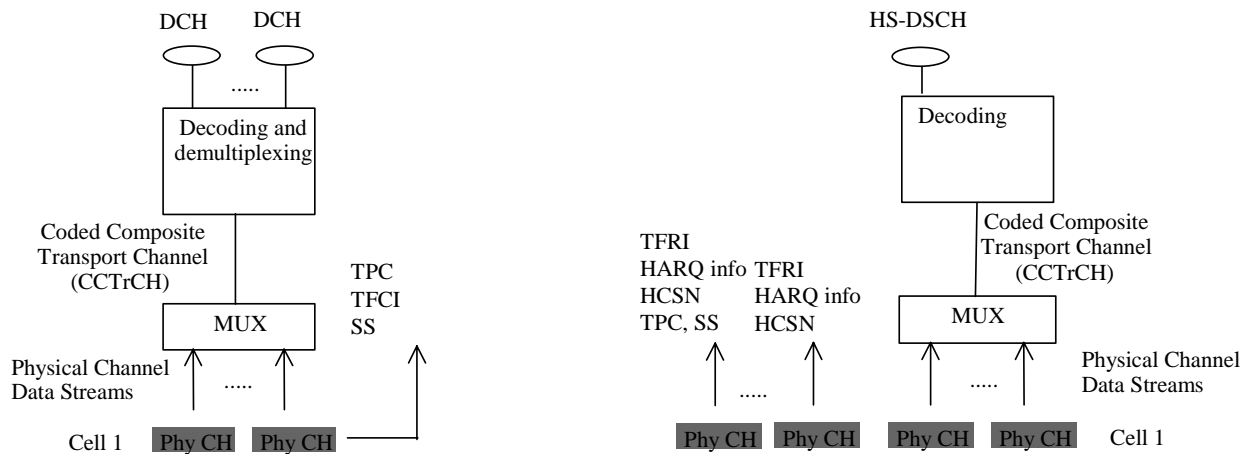 DCH
DCH
.....
Decoding and
demultiplexing
Coded Composite
Transport Channel
(CCTrCH)
TPC
TFCI
SS
MUX
Physical Channel
Data Streams
.....
Cell 1
Phy CH
Phy CH
HS-DSCH
Decoding
Coded Composite
Transport Channel
(CCTrCH)
TFRI
HARQ info
HCSN
TPC, SS
TFRI
HARQ info
HCSN
MUX
Physical Channel
Data Streams
.....
.....
Phy CH
Phy CH
Phy CH
Phy CH
Cell 1